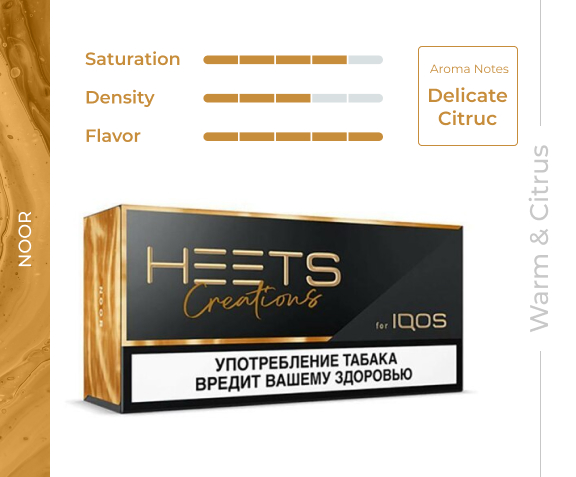 Saturation
Density
Flavor
Aroma Notes
Delicate
Citruc
NOOR
Warm & Citrus
NOOR
HEETS
Creations
for IQOS
УПОТРЕБЛЕНИЕ ТАБАКА
ВРЕДИТ ВАШЕМУ ЗДОРОВЬЮ